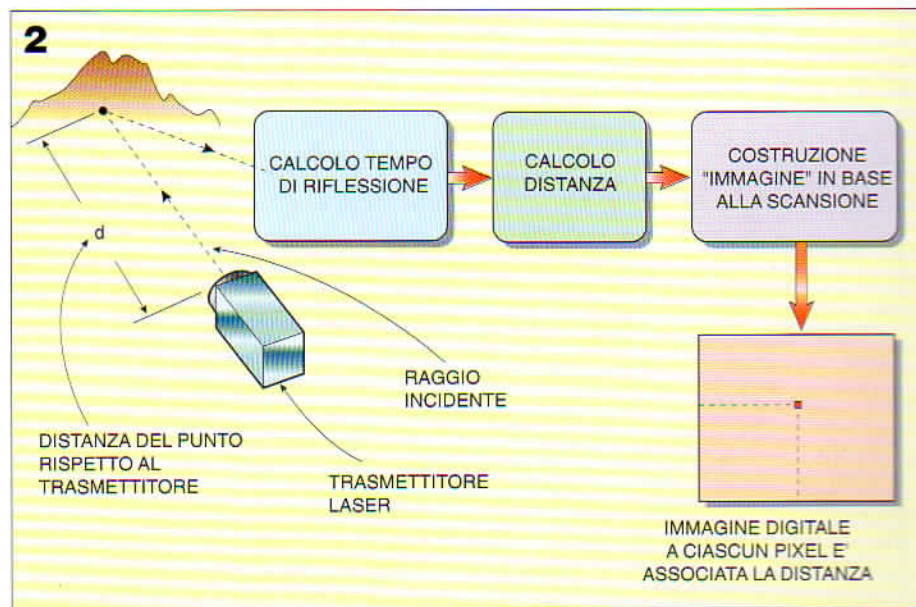 2
CALCOLO TEMPO
DI RIFLESSIONE
CALCOLO
DISTANZA
COSTRUZIONE
"IMMAGINE" IN BASE
ALLA SCANSIONE
d
RAGGIO
INCIDENTE
DISTANZA DEL PUNTO
RISPETTO AL
TRASMETTITORE
TRASMETTITORE
LASER
IMMAGINE DIGITALE
A CIASCUN PIXEL E'
ASSOCIATA LA DISTANZA